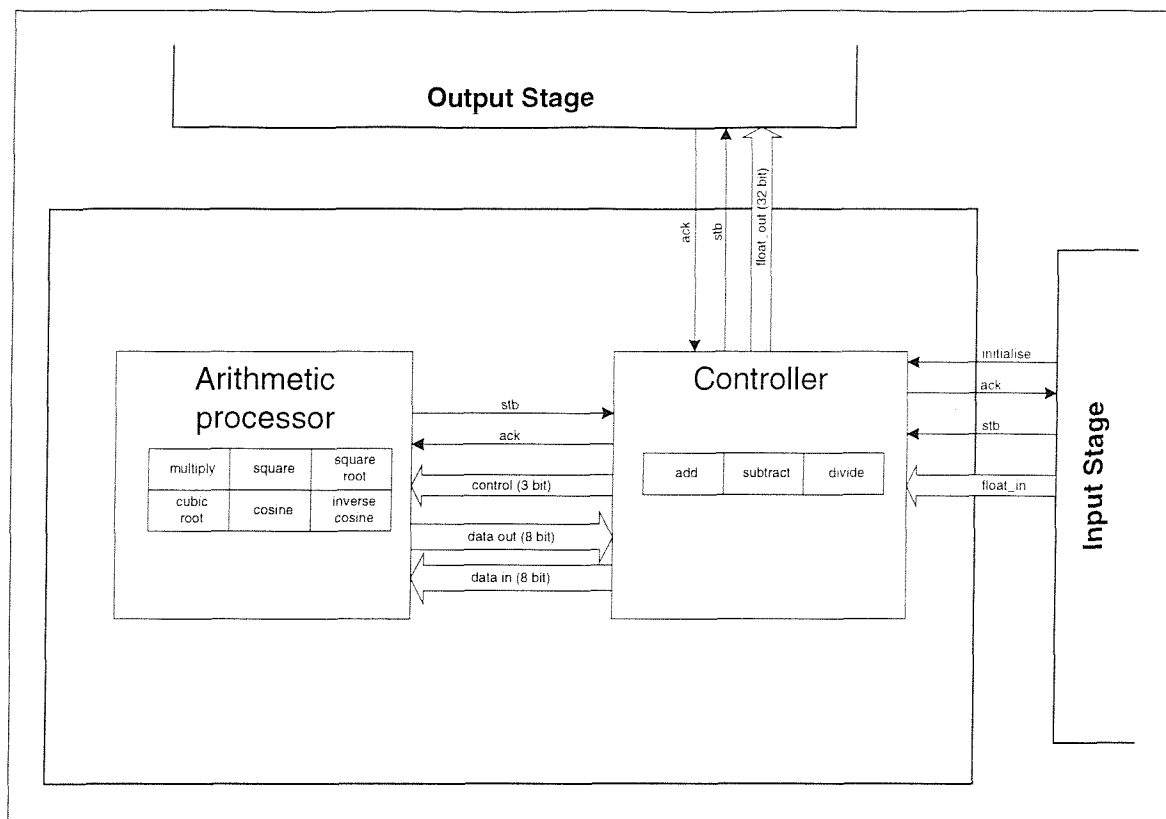 Output Stage
ack
stb
float_out (32 bit)
Arithmetic
processor
multiply
square
square
root
cubic
root
cosine
inverse
cosine
stb
ack
control (3 bit)
data out (8 bit)
data in (8 bit)
Controller
add
subtract
divide
initialise
ack
stb
float_in
Input Stage